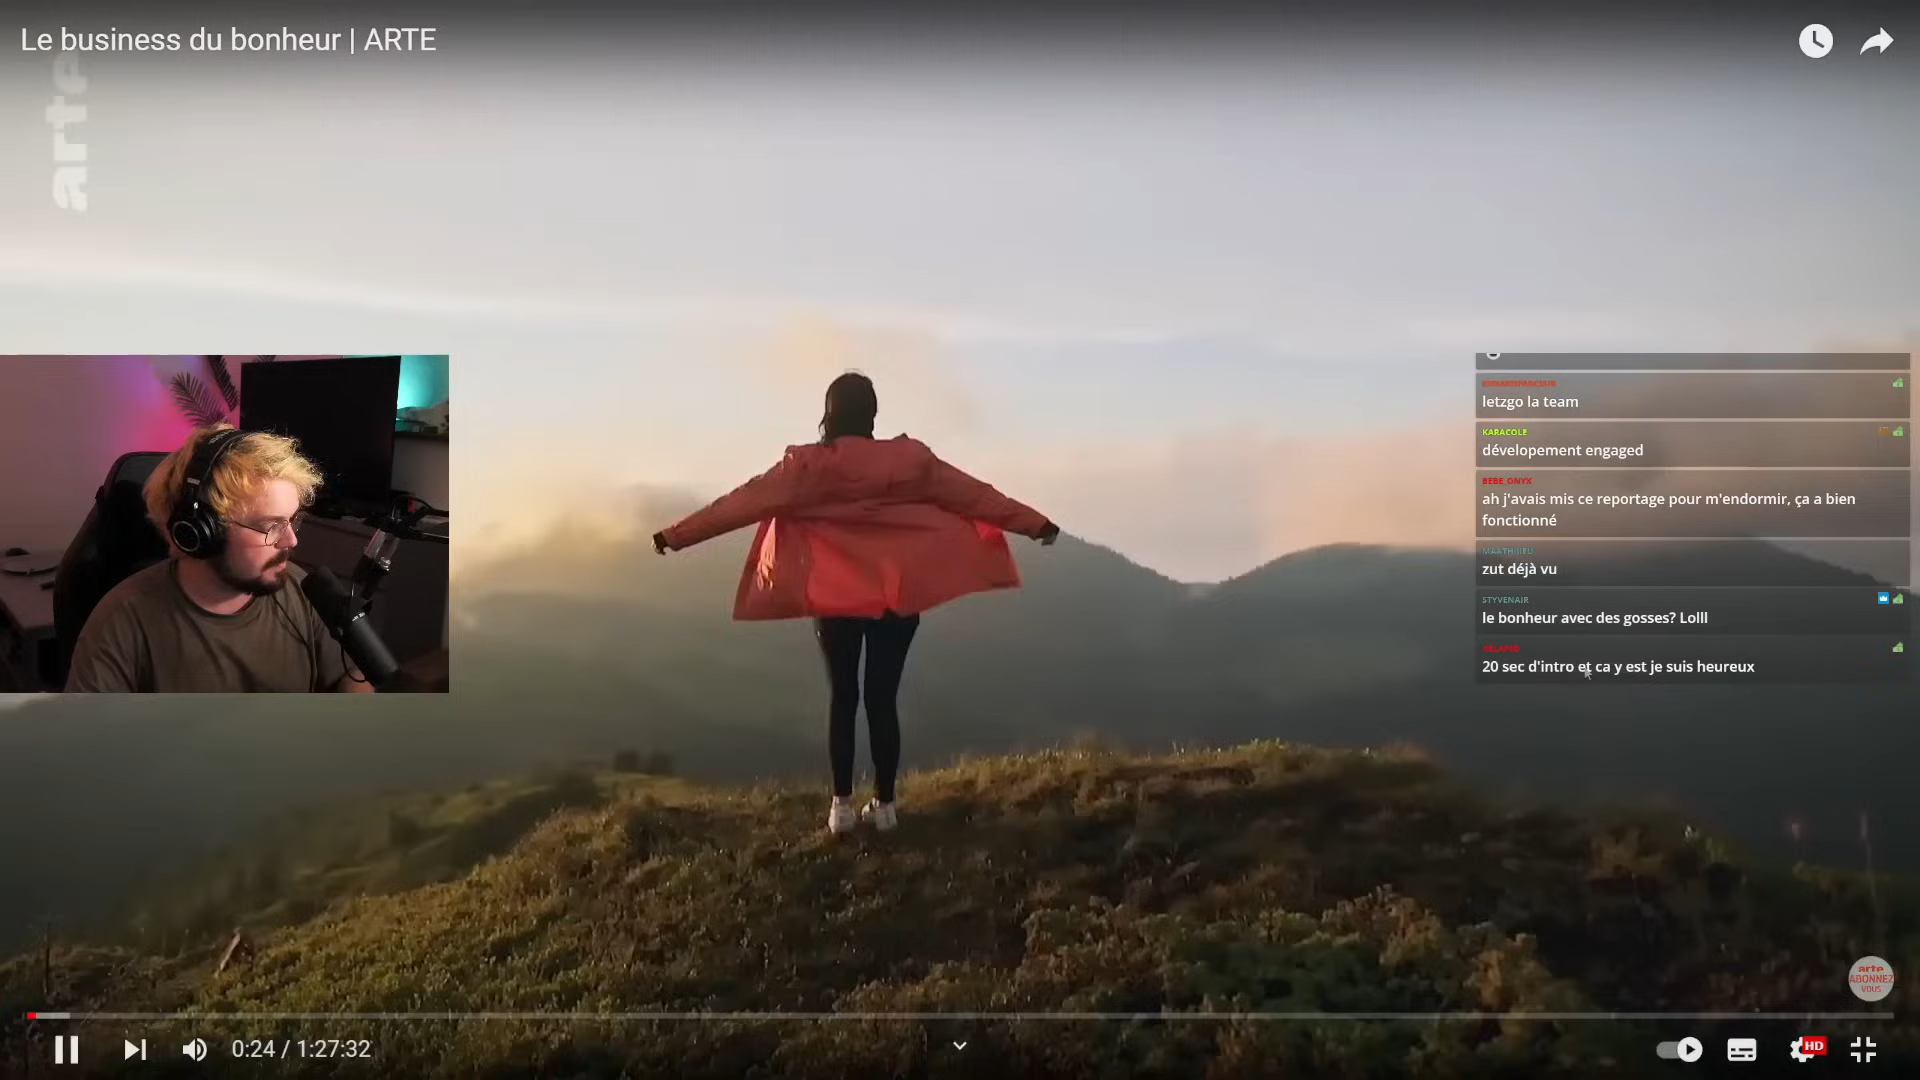 Le business du bonheur | ARTE
arte
letzgo la team
KARACOLE
dévelopement engaged
BEBE_ONYX
ah j'avais mis ce reportage pour m'endormir, ça a bien
fonctionné
zut déjà vu
STYVENAIR
le bonheur avec des gosses? Lolll
20 sec d'intro et ca y est je suis heureux
arte
ABONNEZ
VOUS
0:24 / 1:27:32
HD